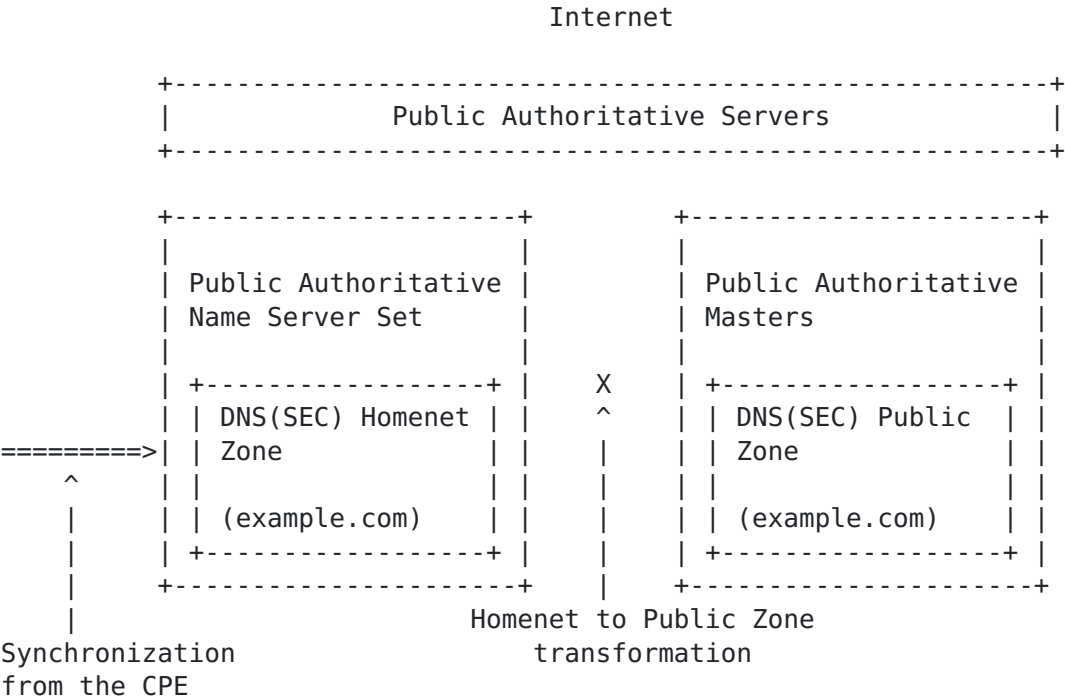 Internet
Public Authoritative Servers
Public Authoritative
Name Server Set
Public Authoritative
Masters
X
DNS(SEC) Homenet
Zone
(example.com)
DNS(SEC) Public
Zone
(example.com)
Homenet to Public Zone
transformation
Synchronization
from the CPE